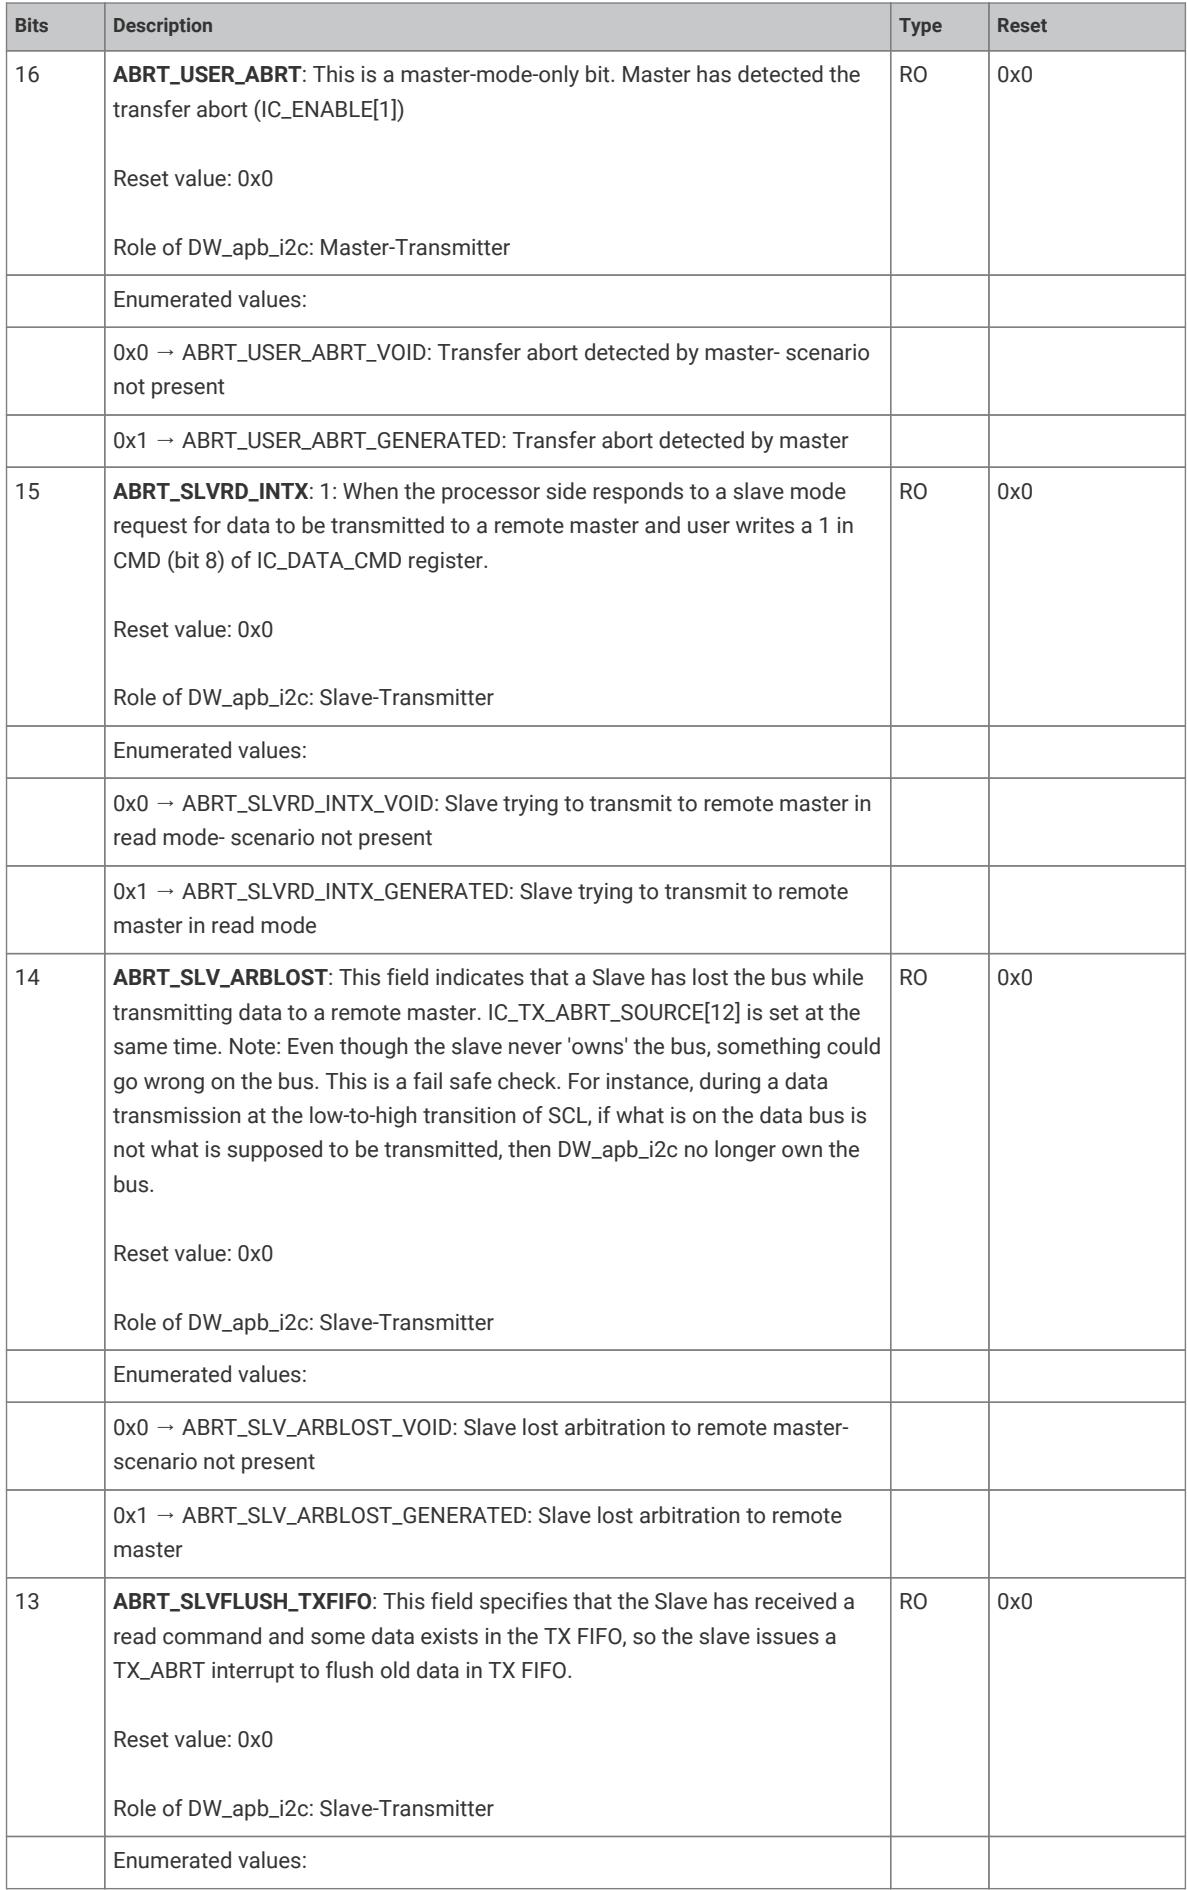 Bits Description Type Reset
16 ABRT_USER_ABRT: This is a master-mode-only bit. Master has detected the RO 0x0
transfer abort (IC_ENABLE[1])
Reset value: 0x0
Role of DW_apb_i2c: Master-Transmitter
Enumerated values:
0x0 → ABRT_USER_ABRT_VOID: Transfer abort detected by master- scenario
not present
0x1 → ABRT_USER_ABRT_GENERATED: Transfer abort detected by master
15 ABRT_SLVRD_INTX: 1: When the processor side responds to a slave mode RO 0x0
request for data to be transmitted to a remote master and user writes a 1 in
CMD (bit 8) of IC_DATA_CMD register.
Reset value: 0x0
Role of DW_apb_i2c: Slave-Transmitter
Enumerated values:
0x0 → ABRT_SLVRD_INTX_VOID: Slave trying to transmit to remote master in
read mode- scenario not present
0x1 → ABRT_SLVRD_INTX_GENERATED: Slave trying to transmit to remote
master in read mode
14 ABRT_SLV_ARBLOST: This field indicates that a Slave has lost the bus while RO 0x0
transmitting data to a remote master. IC_TX_ABRT_SOURCE[12] is set at the
same time. Note: Even though the slave never 'owns' the bus, something could
go wrong on the bus. This is a fail safe check. For instance, during a data
transmission at the low-to-high transition of SCL, if what is on the data bus is
not what is supposed to be transmitted, then DW_apb_i2c no longer own the
bus.
Reset value: 0x0
Role of DW_apb_i2c: Slave-Transmitter
Enumerated values:
0x0 → ABRT_SLV_ARBLOST_VOID: Slave lost arbitration to remote master-
scenario not present
0x1 → ABRT_SLV_ARBLOST_GENERATED: Slave lost arbitration to remote
master
13 ABRT_SLVFLUSH_TXFIFO: This field specifies that the Slave has received a RO 0x0
read command and some data exists in the TX FIFO, so the slave issues a
TX_ABRT interrupt to flush old data in TX FIFO.
Reset value: 0x0
Role of DW_apb_i2c: Slave-Transmitter
Enumerated values: